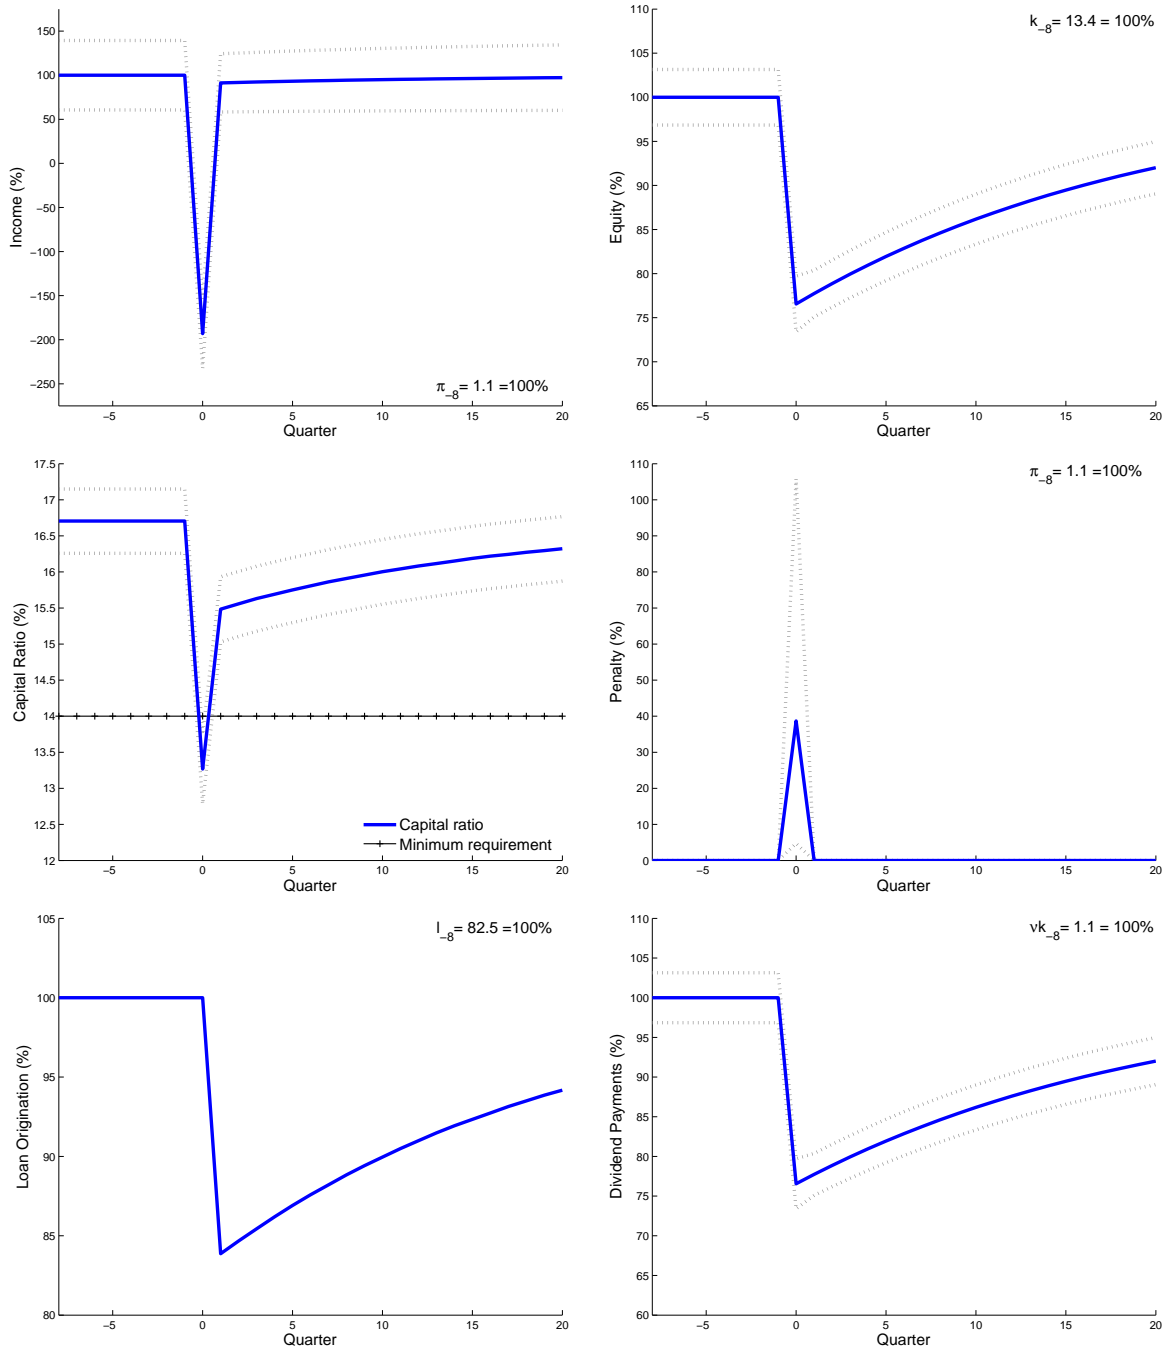 150
100
50
0
−50
−100
−150
−200
−250
Income (%)
π−8= 1.1 =100%
−5 0 5 10 15 20
Quarter
110
105
100
95
90
85
80
75
70
65
Equity (%)
k−8= 13.4 = 100%
−5 0 5 10 15 20
Quarter
17.5
17
16.5
16
15.5
15
14
13.5
13
12.5
12
Capital Ratio (%)
Capital ratio
Minimum requirement
−5 0 5 10 15 20
Quarter
110
100
90
80
70
60
50
40
30
20
10
0
Penalty (%)
π−8= 1.1 =100%
−5 0 5 10 15 20
Quarter
105
100
95
90
85
80
Loan Origination (%)
l−8= 82.5 =100%
−5 0 5 10 15 20
Quarter
110
105
100
95
90
85
80
75
70
65
60
Dividend Payments (%)
νk−8= 1.1 = 100%
−5 0 5 10 15 20
Quarter